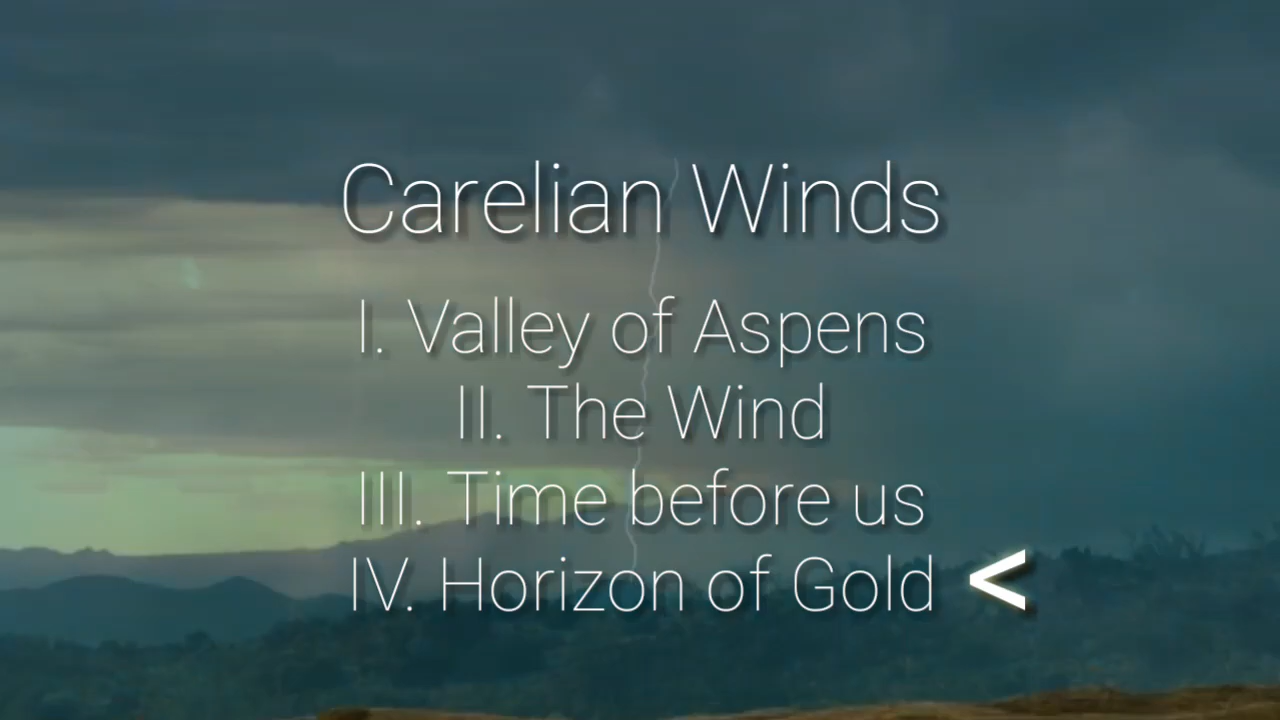 Carelian Winds
I. Valley of Aspens
II. The Wind
III. Time before us
IV. Horizon of Gold <